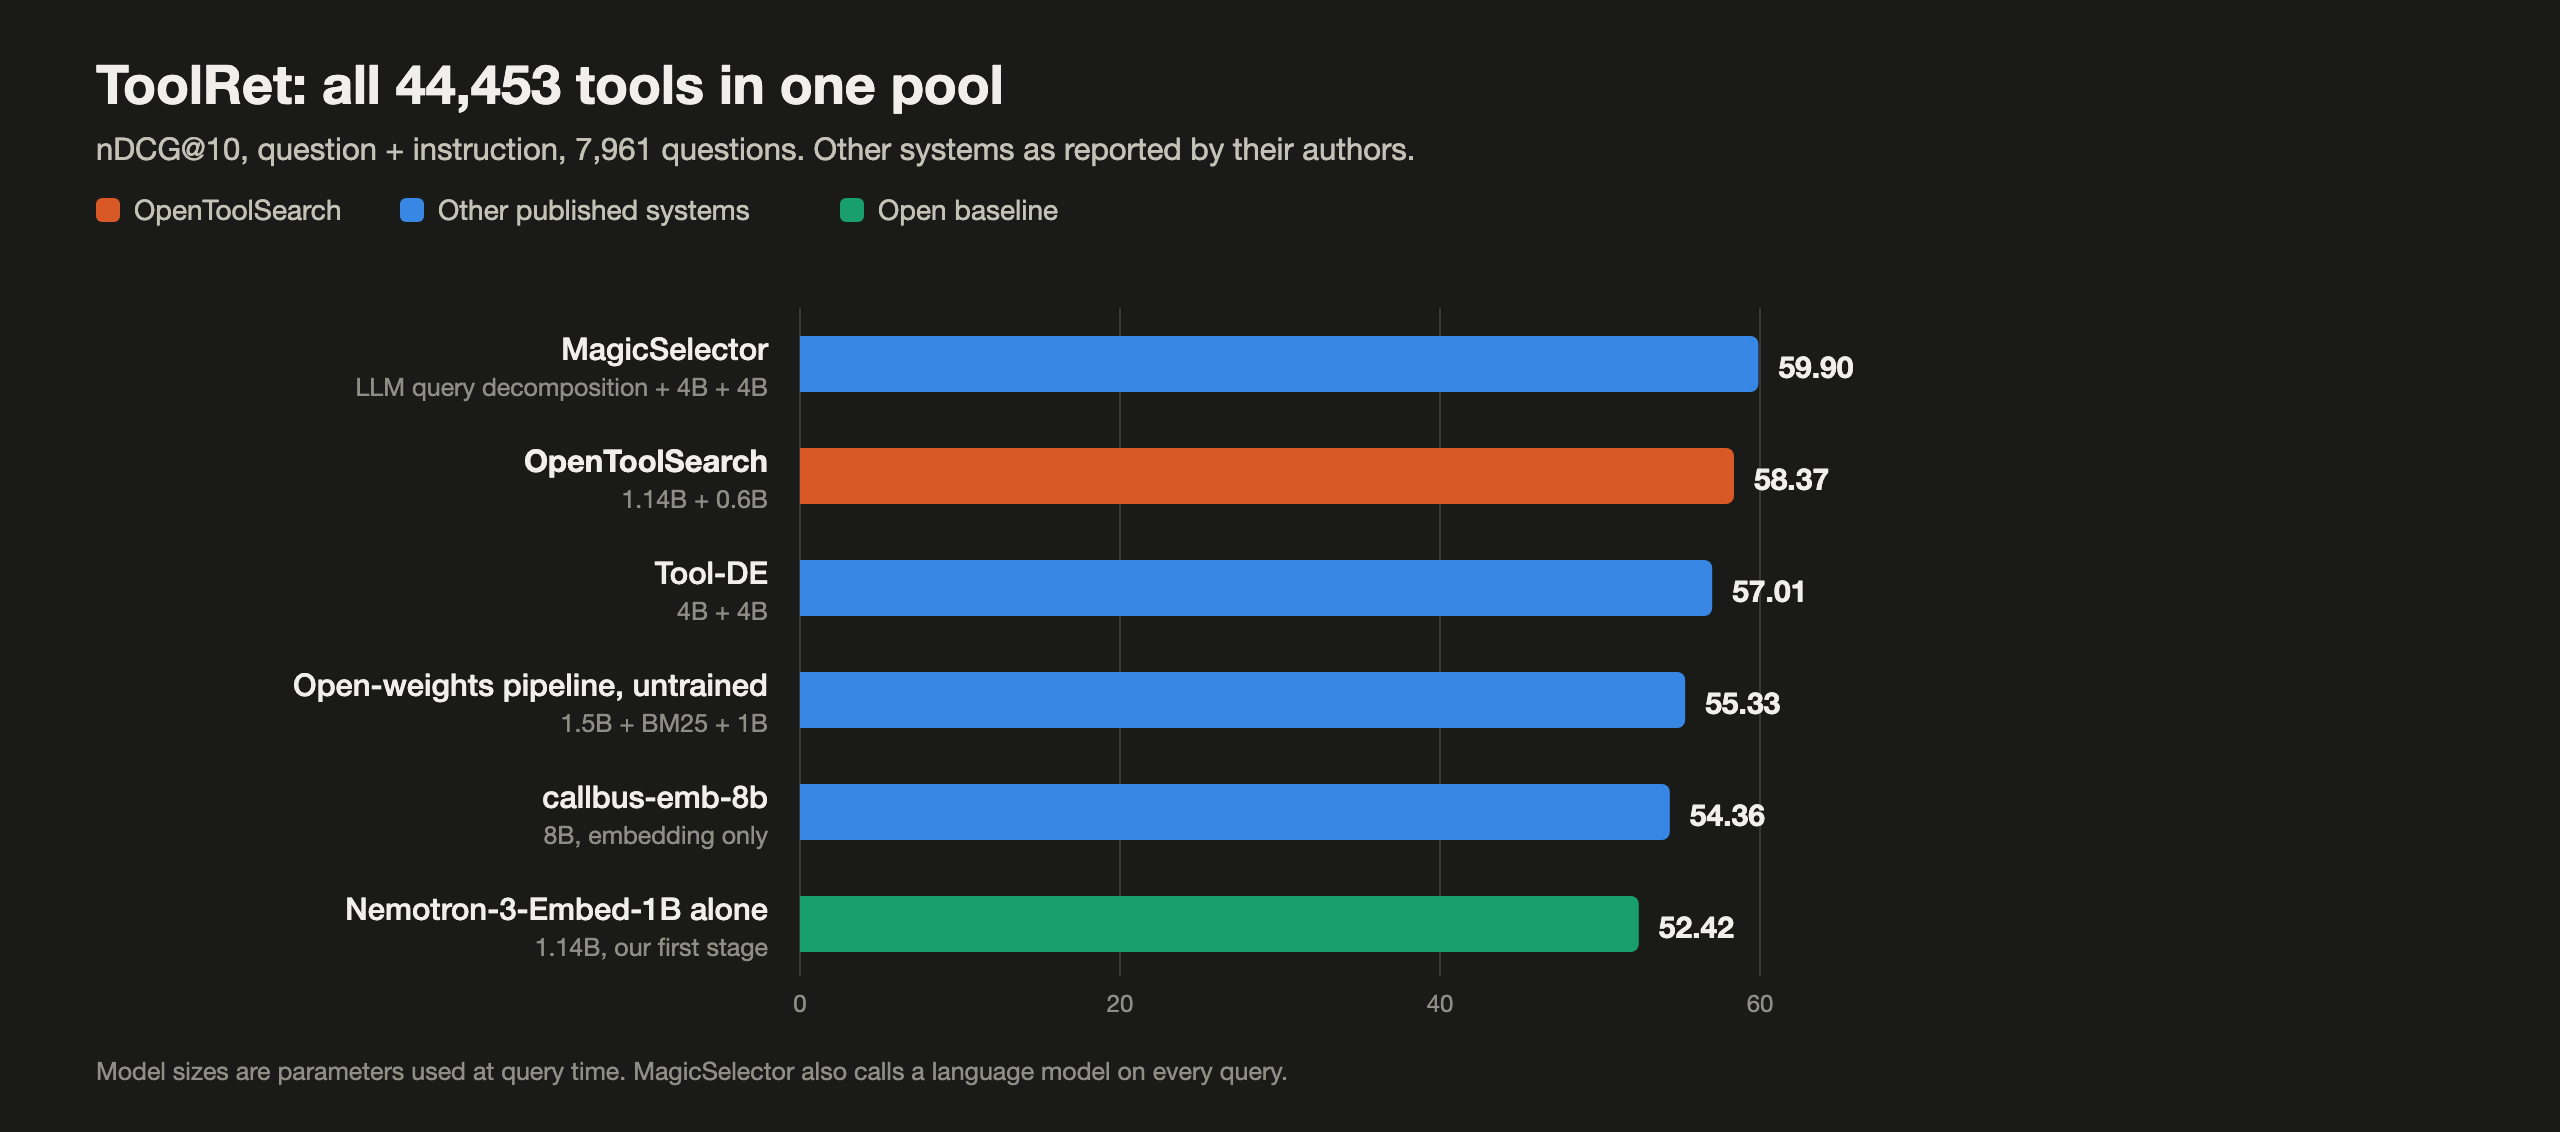 ToolRet: all 44,453 tools in one pool
nDCG@10, question + instruction, 7,961 questions. Other systems as reported by their authors.
OpenToolSearch
Other published systems
Open baseline
MagicSelector
LLM query decomposition + 4B + 4B
59.90
OpenToolSearch
1.14B + 0.6B
58.37
Tool-DE
4B + 4B
57.01
Open-weights pipeline, untrained
1.5B + BM25 + 1B
55.33
callbus-emb-8b
8B, embedding only
54.36
Nemotron-3-Embed-1B alone
1.14B, our first stage
52.42
0
20
40
60
Model sizes are parameters used at query time. MagicSelector also calls a language model on every query.